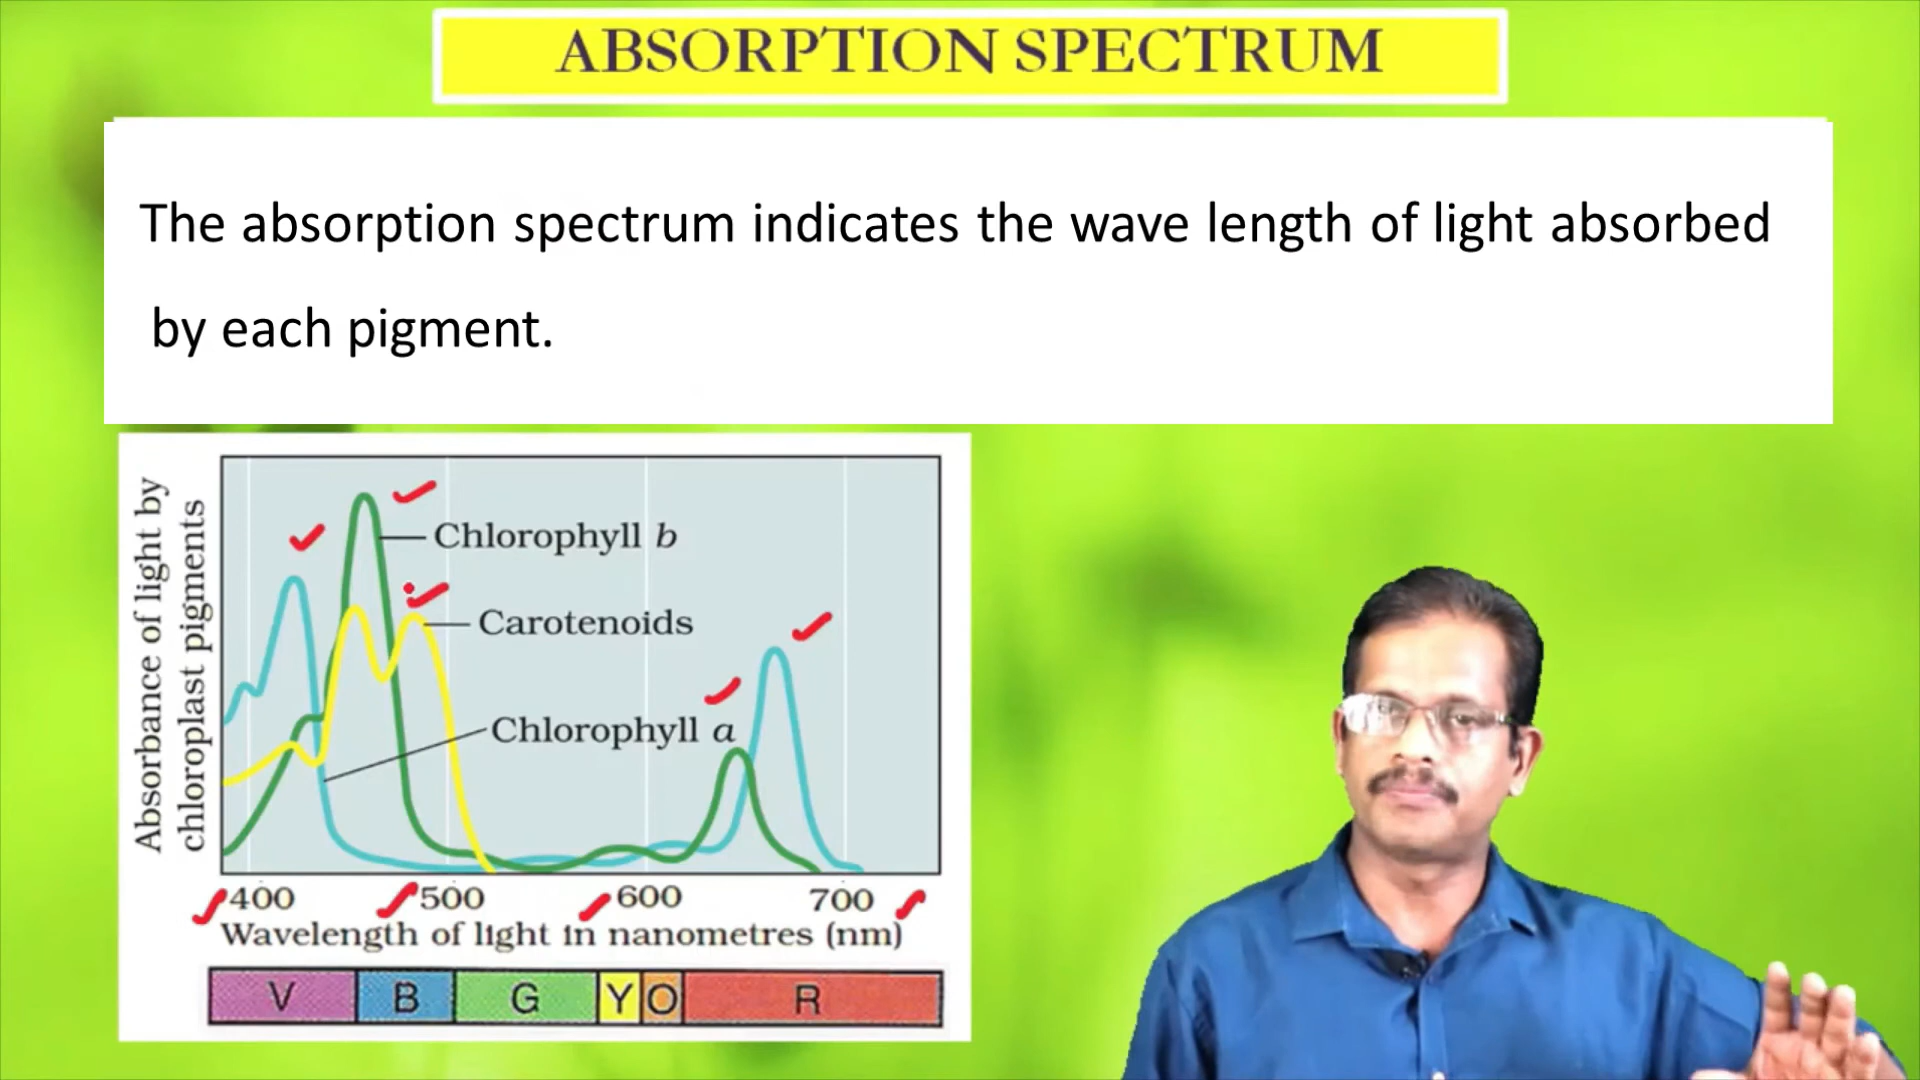 ABSORPTION SPECTRUM
The absorption spectrum indicates the wave length of light absorbed
by each pigment.
Absorbance of light by
chloroplast pigments
Chlorophyll b
Carotenoids
Chlorophyll a
400 500 600 700
Wavelength of light in nanometres (nm)
V B G Y O R